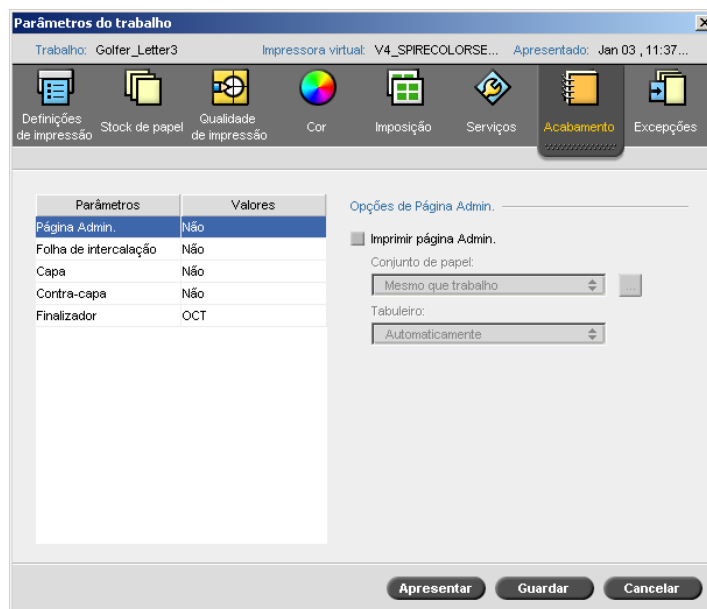 Parâmetros do trabalho
Trabalho: Golfer_Letter3 Impressora virtual: V4_SPIRECOLORSE... Apresentado: Jan 03 , 11:37...
Definições de impressão
Stock de papel
Qualidade de impressão
Cor
Imposição
Serviços
Acabamento
Excepções
Parâmetros Valores
Página Admin. Não
Folha de intercalação Não
Capa Não
Contra-capa Não
Finalizador OCT
Opções de Página Admin.
Imprimir página Admin.
Conjunto de papel:
Mesmo que trabalho
...
Tabuleiro:
Automaticamente
Apresentar Guardar Cancelar